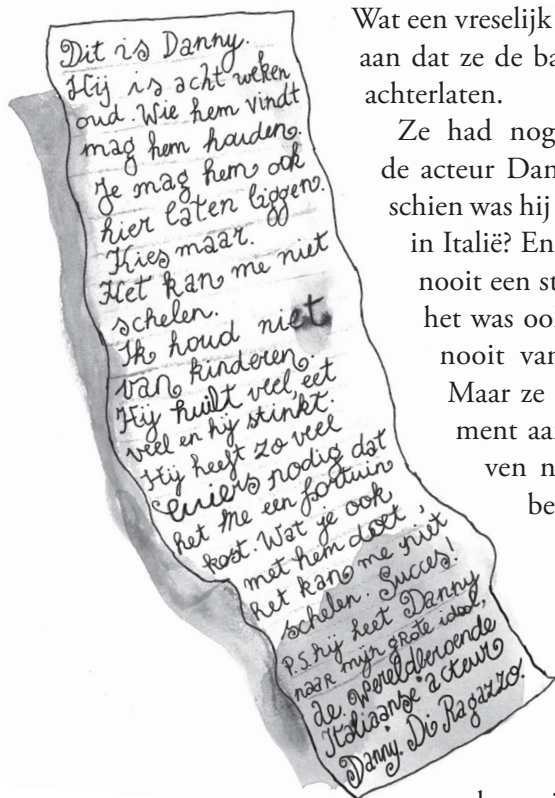 Dit is Danny.
Hij is acht weken
oud. Wie hem vindt
mag hem houden.
Je mag hem ook
hier laten liggen.
Kies maar.
Het kan me niet
schelen.
Ik houd niet
van kinderen.
Hij huilt veel, eet
veel en hij stinkt.
Hij heeft zo veel
luiers nodig dat
het me een fortuin
kost. Wat je ook
met hem doet,
het kan me niet
schelen. Succes!
P.S. hij heet Danny
naar mijn grote idool,
de wereldberoemde
Italiaanse acteur
Danny Di Ragazzo.
Wat een vreselijk
aan dat ze de ba
achterlaten.
Ze had nog
de acteur Dan
schien was hij
in Italië? En
nooit een st
het was oo
nooit van
Maar ze
ment aa
ven n
be